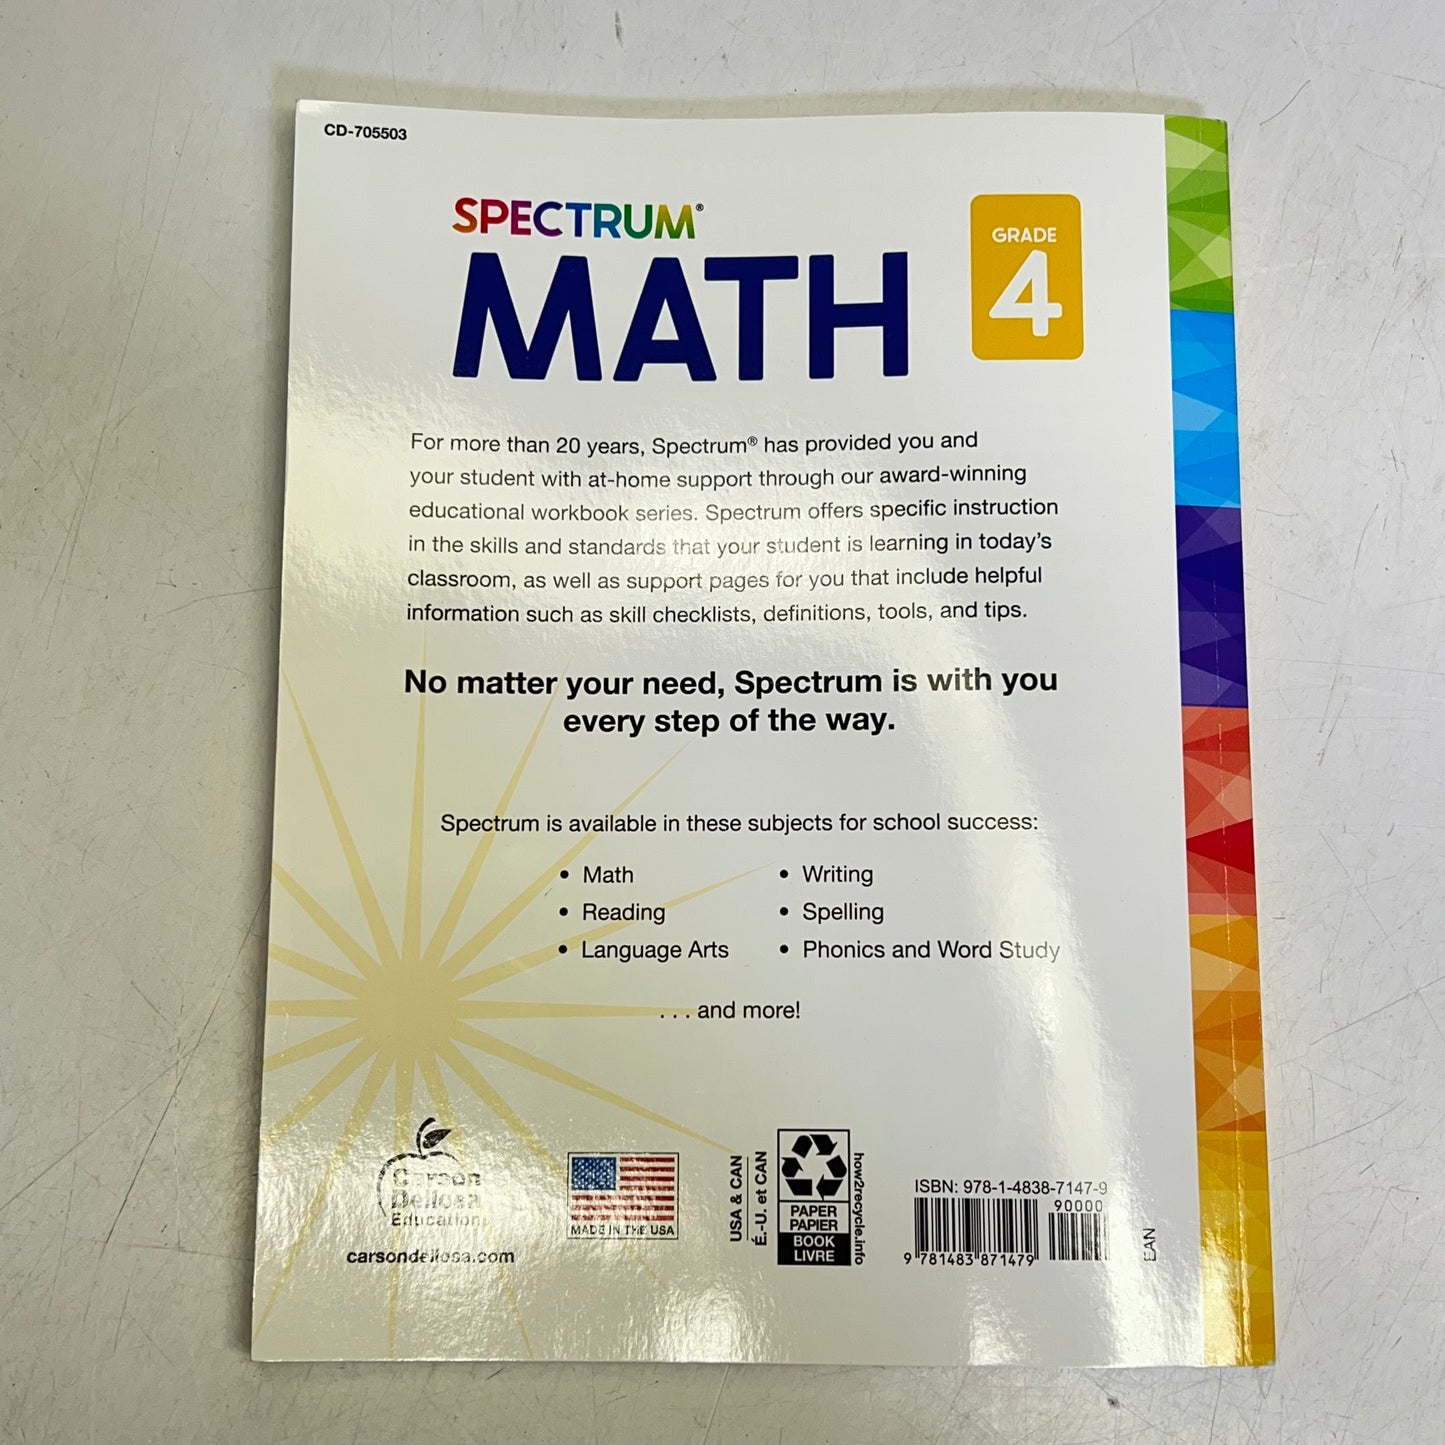 CD-705503
SPECTRUM®
MATH
GRADE
4
For more than 20 years, Spectrum® has provided you and
your student with at-home support through our award-winning
educational workbook series. Spectrum offers specific instruction
in the skills and standards that your student is learning in today's
classroom, as well as support pages for you that include helpful
information such as skill checklists, definitions, tools, and tips.
No matter your need, Spectrum is with you
every step of the way.
Spectrum is available in these subjects for school success:
• Math
• Reading
• Language Arts
• Writing
• Spelling
• Phonics and Word Study
. . . and more!
Carson
Dellosa
Education
carsondellosa.com
MADE IN THE USA
USA & CAN
É.-U. et CAN
PAPER
PAPIER
BOOK
LIVRE
how2recycle.info
ISBN: 978-1-4838-7147-9
90000
9 781483 871479
EAN